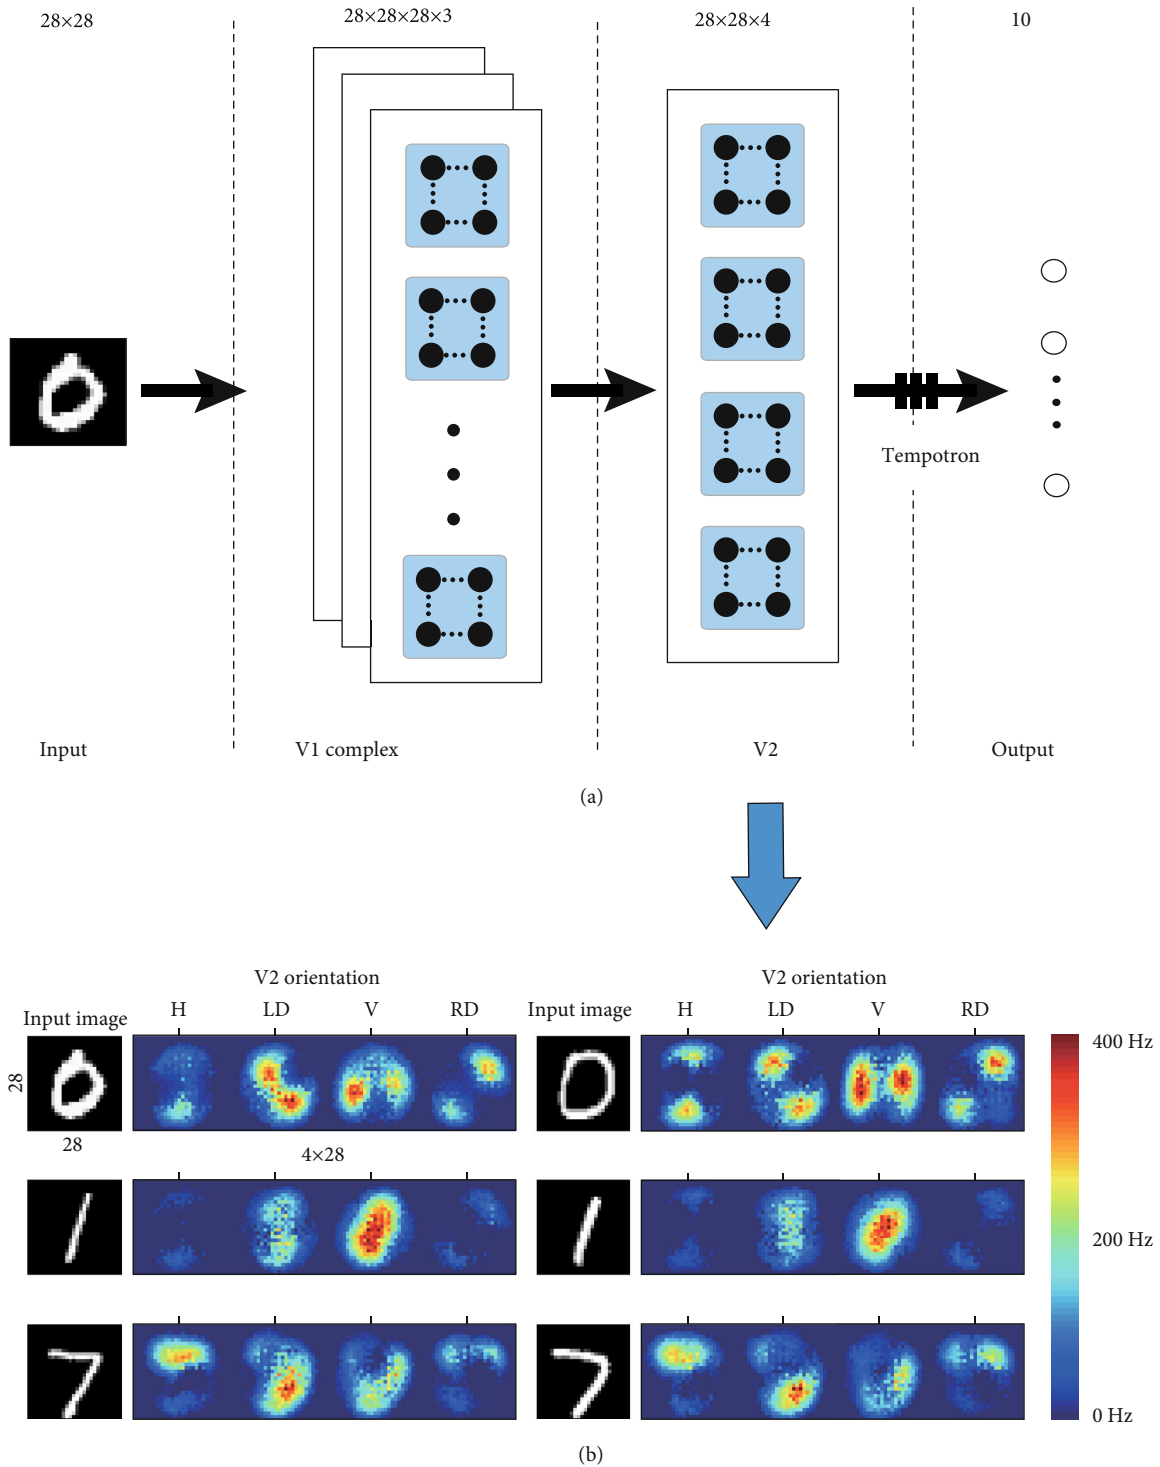 28×28
28×28×28×3
28×28×4
10
Tempotron
Input
V1 complex
V2
Output
(a)
V2 orientation
V2 orientation
Input image
H
LD
V
RD
Input image
H
LD
V
RD
28
28
4×28
400 Hz
200 Hz
0 Hz
(b)